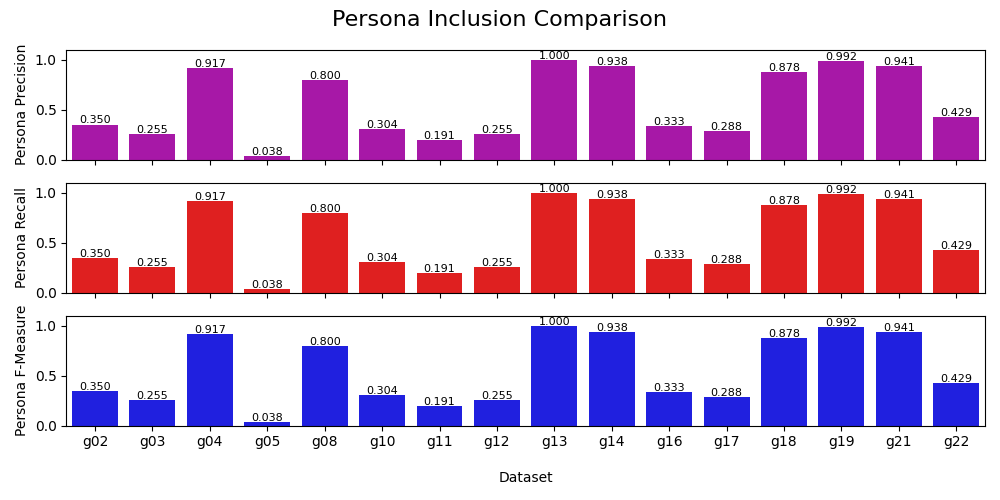 Persona Inclusion Comparison
Persona Precision
1.0
0.5
0.0
0.350 0.255 0.917 0.038 0.800 0.304 0.191 0.255 1.000 0.938 0.333 0.288 0.878 0.992 0.941 0.429
Persona Recall
1.0
0.5
0.0
0.350 0.255 0.917 0.038 0.800 0.304 0.191 0.255 1.000 0.938 0.333 0.288 0.878 0.992 0.941 0.429
Persona F-Measure
1.0
0.5
0.0
0.350 0.255 0.917 0.038 0.800 0.304 0.191 0.255 1.000 0.938 0.333 0.288 0.878 0.992 0.941 0.429
g02 g03 g04 g05 g08 g10 g11 g12 g13 g14 g16 g17 g18 g19 g21 g22
Dataset